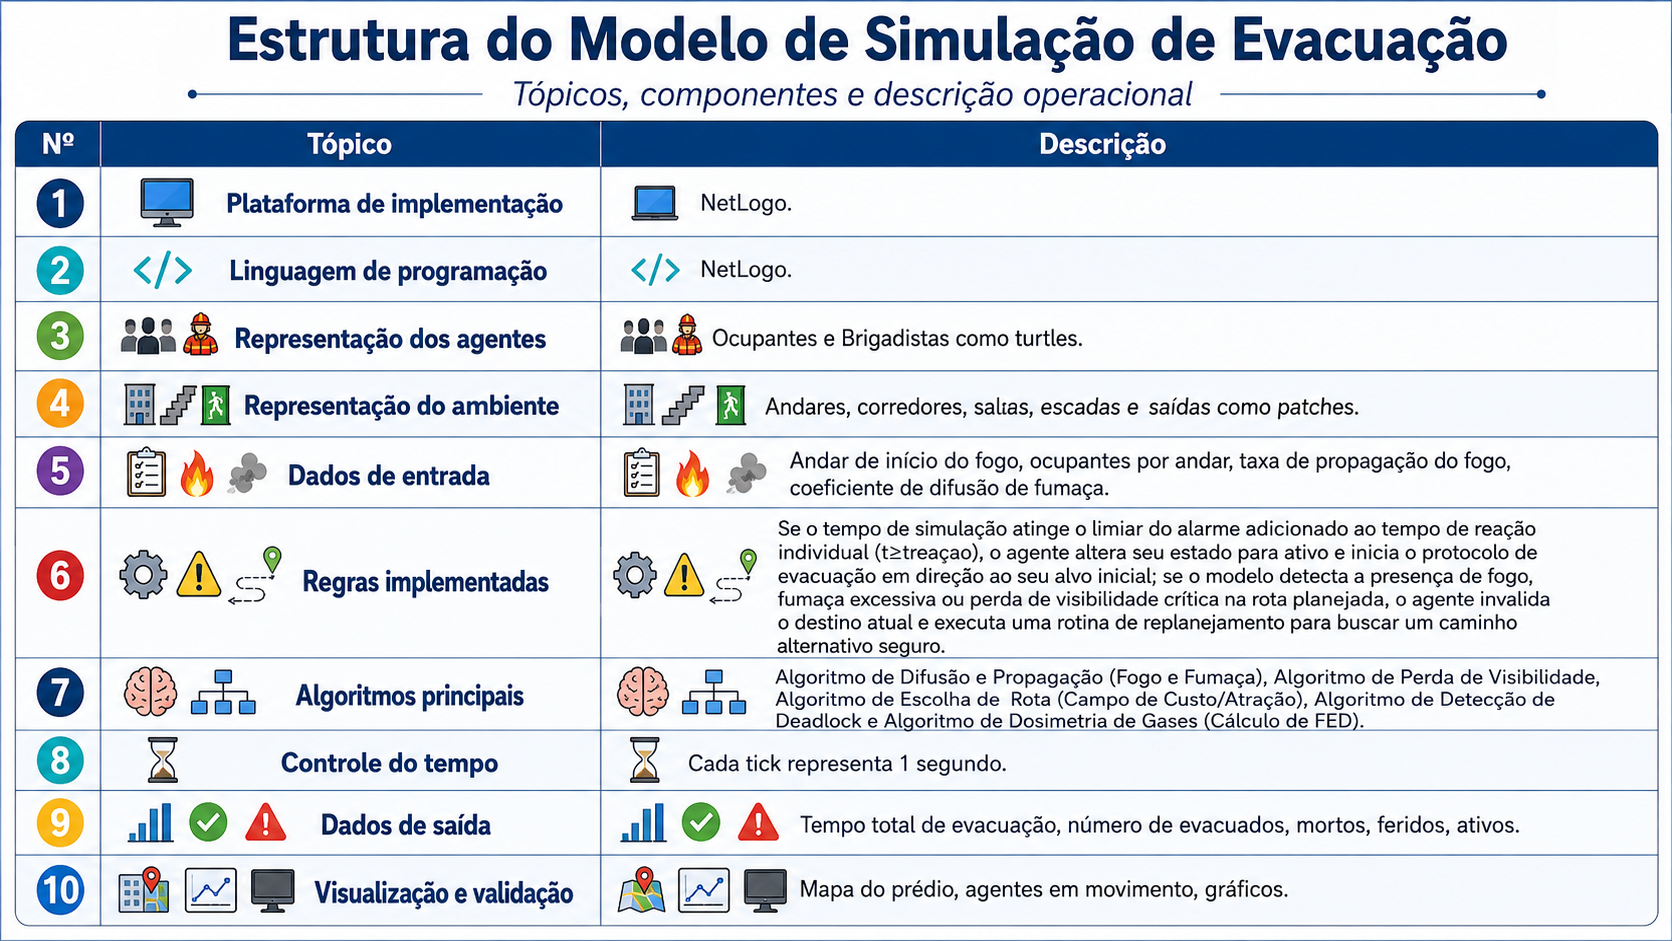 Estrutura do Modelo de Simulação de Evacuação
Tópicos, componentes e descrição operacional
Nº Tópico Descrição
1 Plataforma de implementação NetLogo.
2 Linguagem de programação NetLogo.
3 Representação dos agentes Ocupantes e Brigadistas como turtles.
4 Representação do ambiente Andares, corredores, escadas e saídas como patches.
5 Dados de entrada Andar de início do fogo, ocupantes por andar, taxa de propagação do fogo,
coeficiente de difusão de fumaça.
6 Regras implementadas Se o tempo de simulação atinge o limiar do alarme adicionado ao tempo de reação
individual (t≥treaçao), o agente altera seu estado para ativo e inicia o protocolo de
evacuação em direção ao seu alvo inicial; se o modelo detecta a presença de fogo,
fumaça excessiva ou perda de visibilidade crítica na rota planejada, o agente invalida
o destino atual e executa uma rotina de replanejamento para buscar um caminho
alternativo seguro.
7 Algoritmos principais Algoritmo de Difusão e Propagação (Fogo e Fumaça), Algoritmo de Perda de Visibilidade,
Algoritmo de Escolha de Rota (Campo de Custo/Atração), Algoritmo de Detecção de
Deadlock e Algoritmo de Dosimetria de Gases (Cálculo de FED).
8 Controle do tempo Cada tick representa 1 segundo.
9 Dados de saída Tempo total de evacuação, número de evacuados, mortos, feridos, ativos.
10 Visualização e validação Mapa do prédio, agentes em movimento, gráficos.